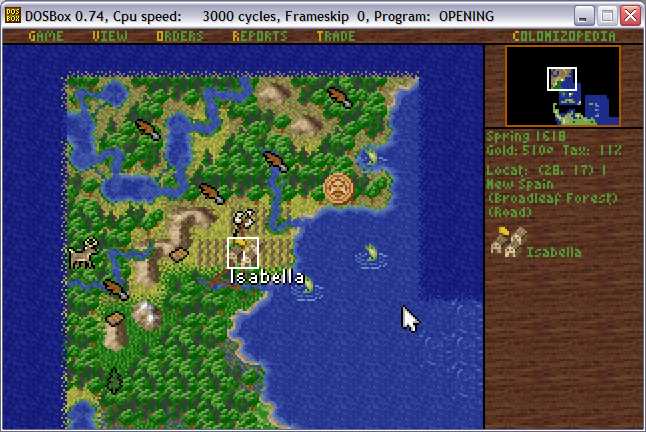 DOSBox 0.74, Cpu speed: 3000 cycles, Frameskip 0, Program: OPENING
GAME VIEW ORDERS REPORTS TRADE COLONIZOPEDIA
Spring 1618
Gold: 510¢ Tax: 11%
Locat: (28, 17) 1
New Spain
(Broadleaf Forest)
(Road)
Isabella
Isabella